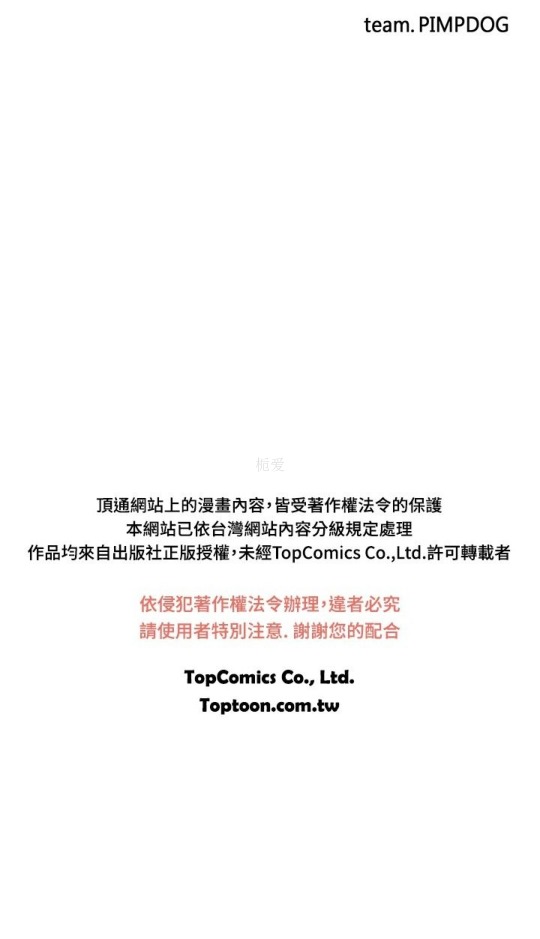 team. PIMPDOG
栀爱
頂通網站上的漫畫內容,皆受著作權法令的保護
本網站已依台灣網站內容分級規定處理
作品均來自出版社正版授權,未經TopComics Co.,Ltd.許可轉載者
依侵犯著作權法令辦理,違者必究
請使用者特別注意. 謝謝您的配合
TopComics Co., Ltd.
Toptoon.com.tw